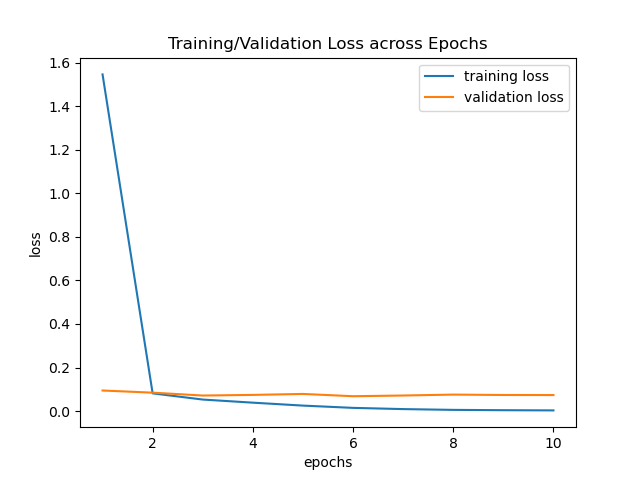 Training/Validation Loss across Epochs
training loss
validation loss
1.6
1.4
1.2
1.0
0.8
0.6
0.4
0.2
0.0
loss
2 4 6 8 10
epochs